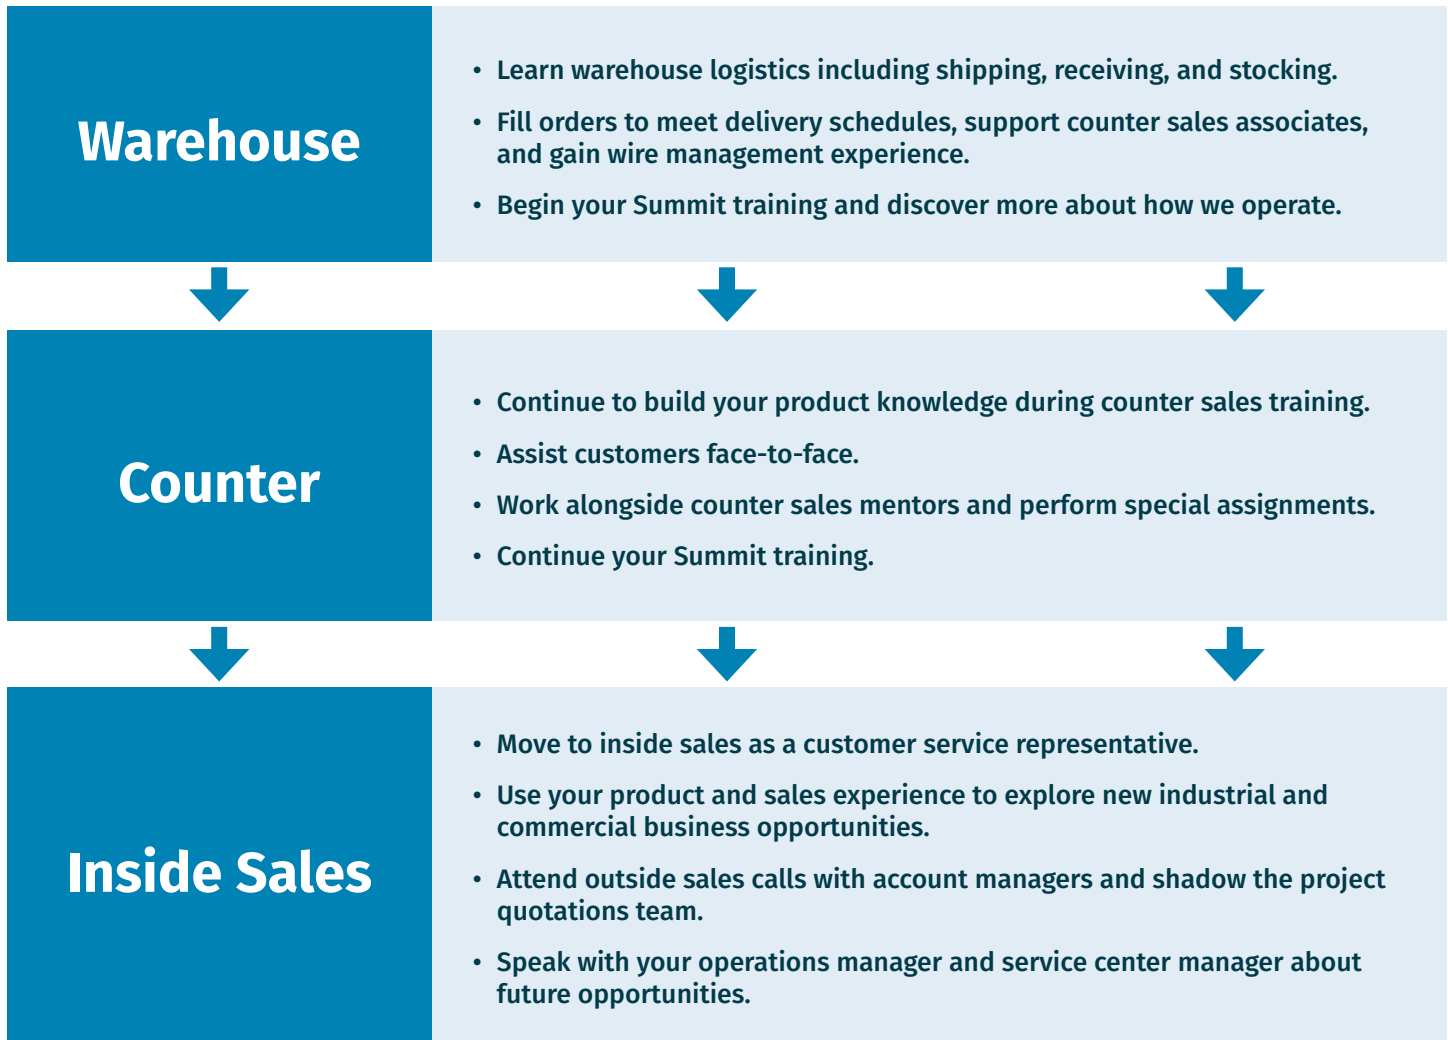 Warehouse
• Learn warehouse logistics including shipping, receiving, and stocking.
• Fill orders to meet delivery schedules, support counter sales associates,
and gain wire management experience.
• Begin your Summit training and discover more about how we operate.
Counter
• Continue to build your product knowledge during counter sales training.
• Assist customers face-to-face.
• Work alongside counter sales mentors and perform special assignments.
• Continue your Summit training.
Inside Sales
• Move to inside sales as a customer service representative.
• Use your product and sales experience to explore new industrial and
commercial business opportunities.
• Attend outside sales calls with account managers and shadow the project
quotations team.
• Speak with your operations manager and service center manager about
future opportunities.